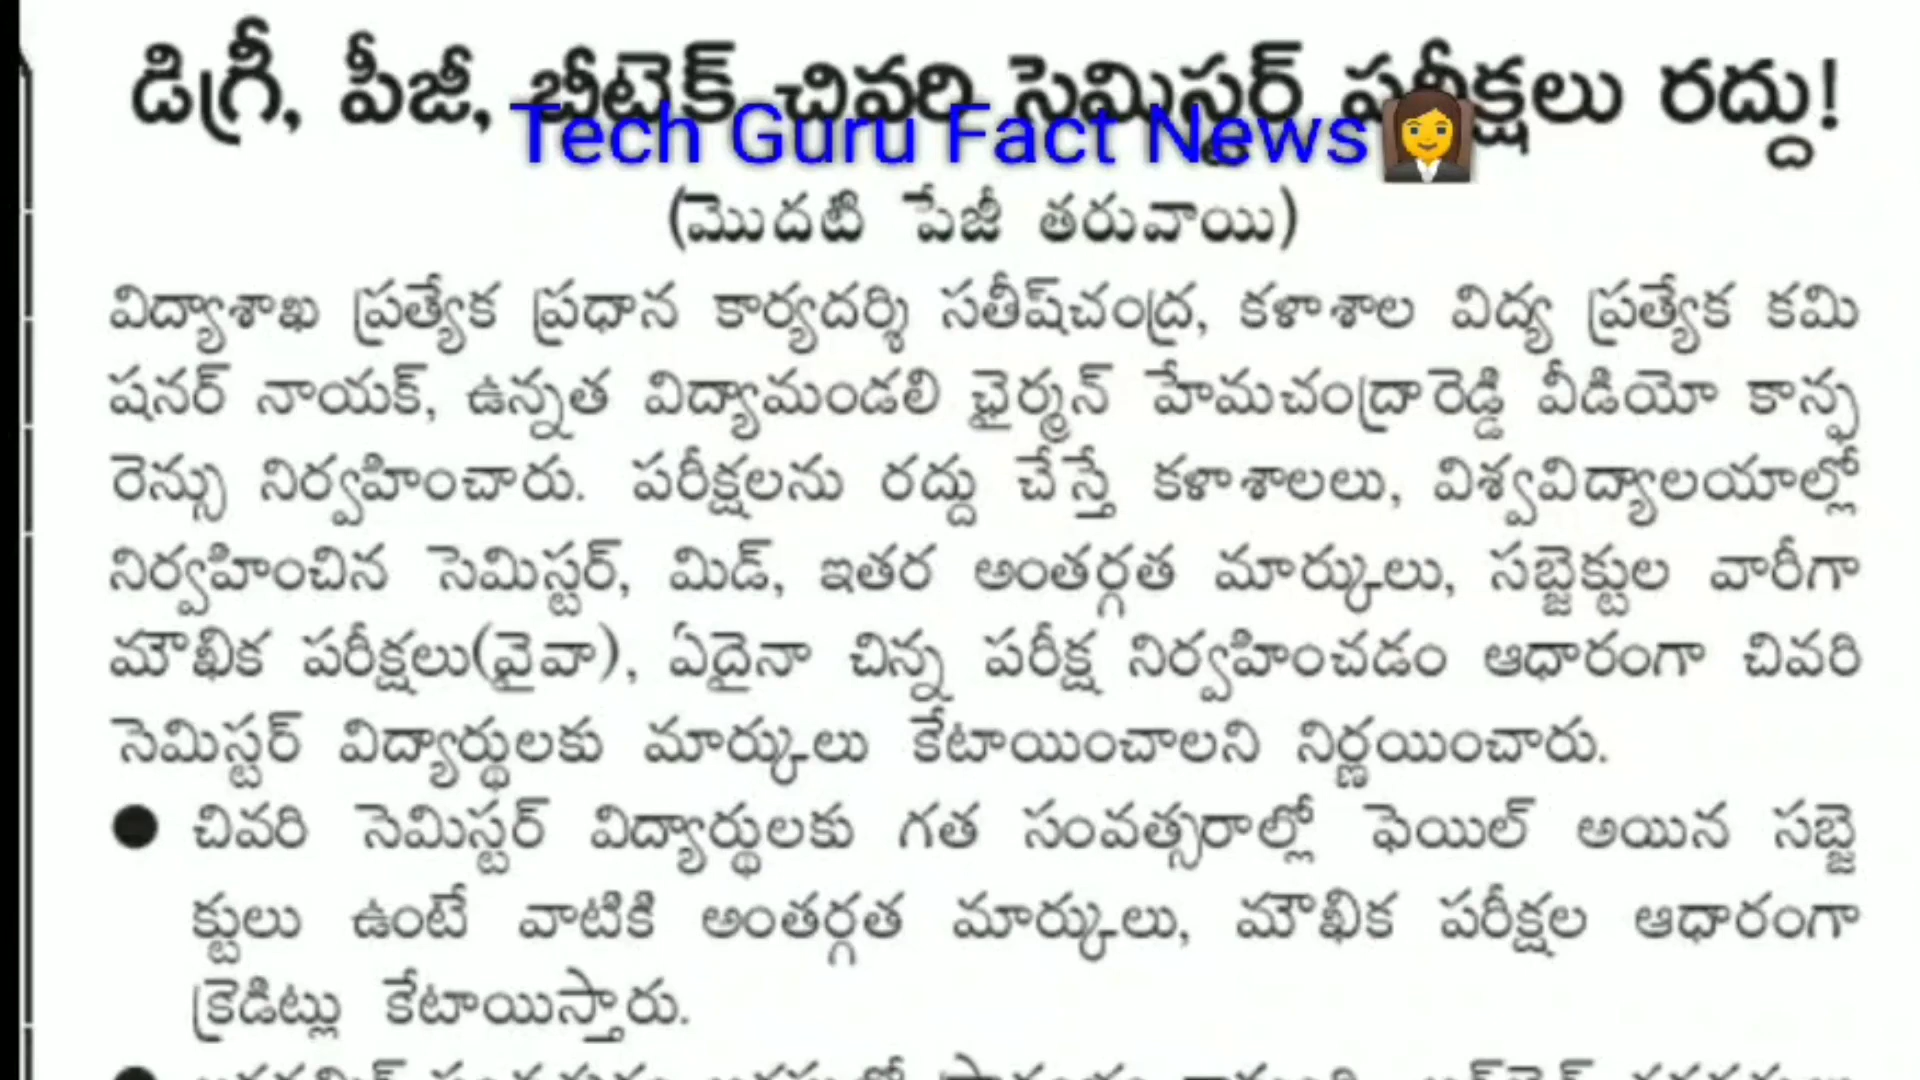 డిగ్రీ, పీజీ, బీటెక్ చివరి సెమిస్టర్ పరీక్షలు రద్దు!
Tech Guru Fact News
(మొదటి పేజీ తరువాయి)
విద్యాశాఖ ప్రత్యేక ప్రధాన కార్యదర్శి సతీష్‌చంద్ర, కళాశాల విద్య ప్రత్యేక కమి
షనర్ నాయక్, ఉన్నత విద్యామండలి ఛైర్మన్ హేమచంద్రారెడ్డి వీడియో కాన్ఫ
రెన్సు నిర్వహించారు. పరీక్షలను రద్దు చేస్తే కళాశాలలు, విశ్వవిద్యాలయాల్లో
నిర్వహించిన సెమిస్టర్, మిడ్, ఇతర అంతర్గత మార్కులు, సబ్జెక్టుల వారీగా
మౌఖిక పరీక్షలు(వైవా), ఏదైనా చిన్న పరీక్ష నిర్వహించడం ఆధారంగా చివరి
సెమిస్టర్ విద్యార్థులకు మార్కులు కేటాయించాలని నిర్ణయించారు.
● చివరి సెమిస్టర్ విద్యార్థులకు గత సంవత్సరాల్లో ఫెయిల్ అయిన సబ్జె
క్టులు ఉంటే వాటికి అంతర్గత మార్కులు, మౌఖిక పరీక్షల ఆధారంగా
క్రెడిట్లు కేటాయిస్తారు.